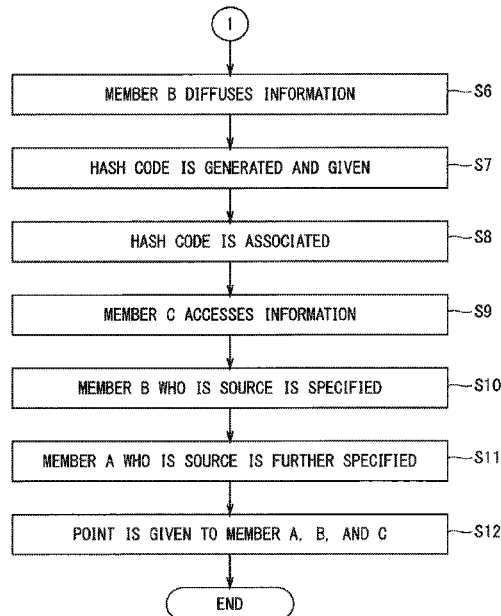 1
MEMBER B DIFFUSES INFORMATION
S6
HASH CODE IS GENERATED AND GIVEN
S7
HASH CODE IS ASSOCIATED
S8
MEMBER C ACCESSES INFORMATION
S9
MEMBER B WHO IS SOURCE IS SPECIFIED
S10
MEMBER A WHO IS SOURCE IS FURTHER SPECIFIED
S11
POINT IS GIVEN TO MEMBER A, B, AND C
S12
END